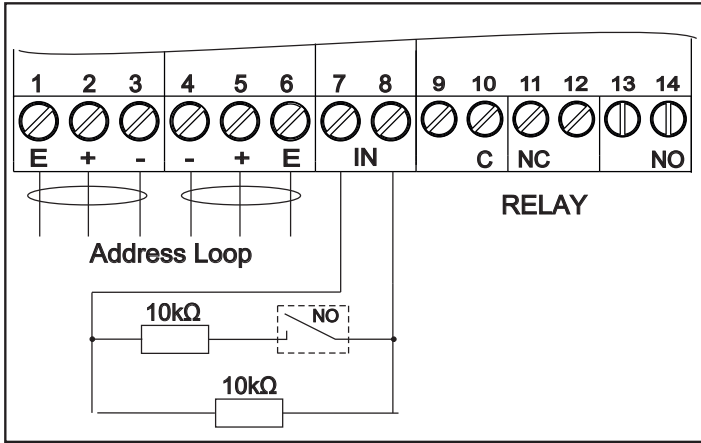 1 2 3 4 5 6 7 8 9 10 11 12 13 14
E + - - + E IN C NC NO
RELAY
Address Loop
10kΩ NO
10kΩ